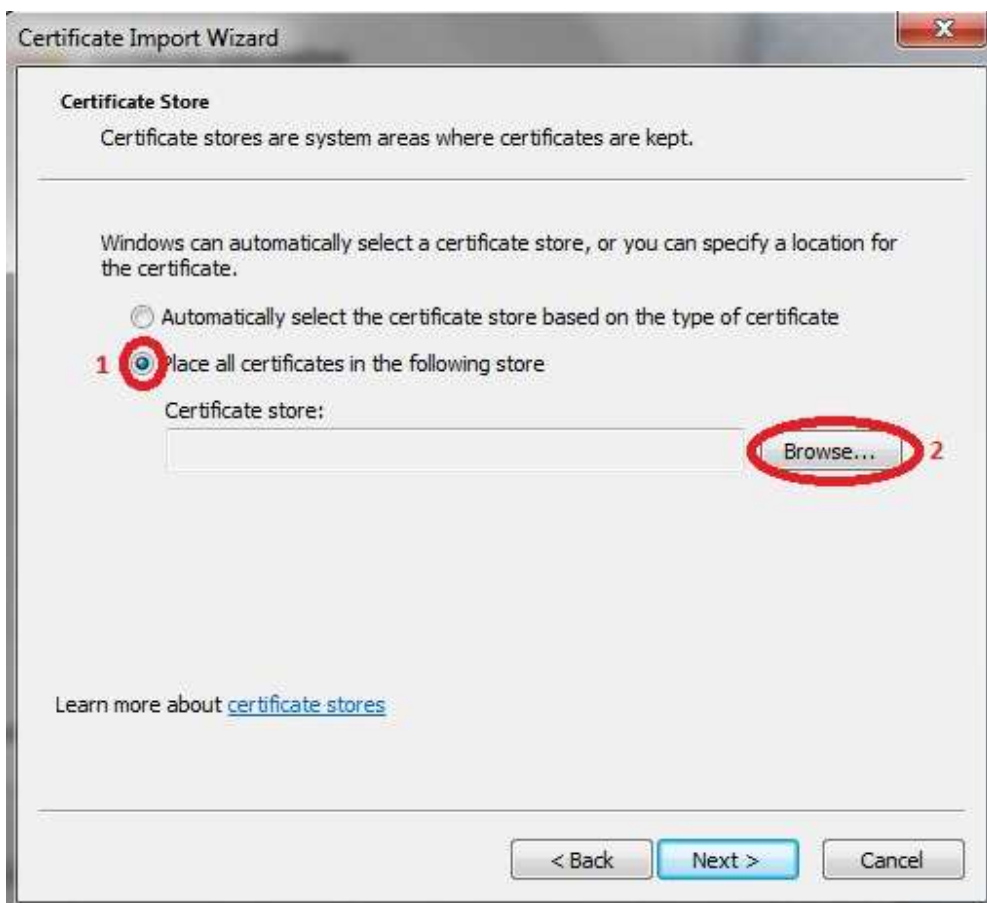 Certificate Import Wizard
Certificate Store
Certificate stores are system areas where certificates are kept.
Windows can automatically select a certificate store, or you can specify a location for
the certificate.
Automatically select the certificate store based on the type of certificate
1 Place all certificates in the following store
Certificate store:
Browse... 2
Learn more about certificate stores
< Back Next > Cancel